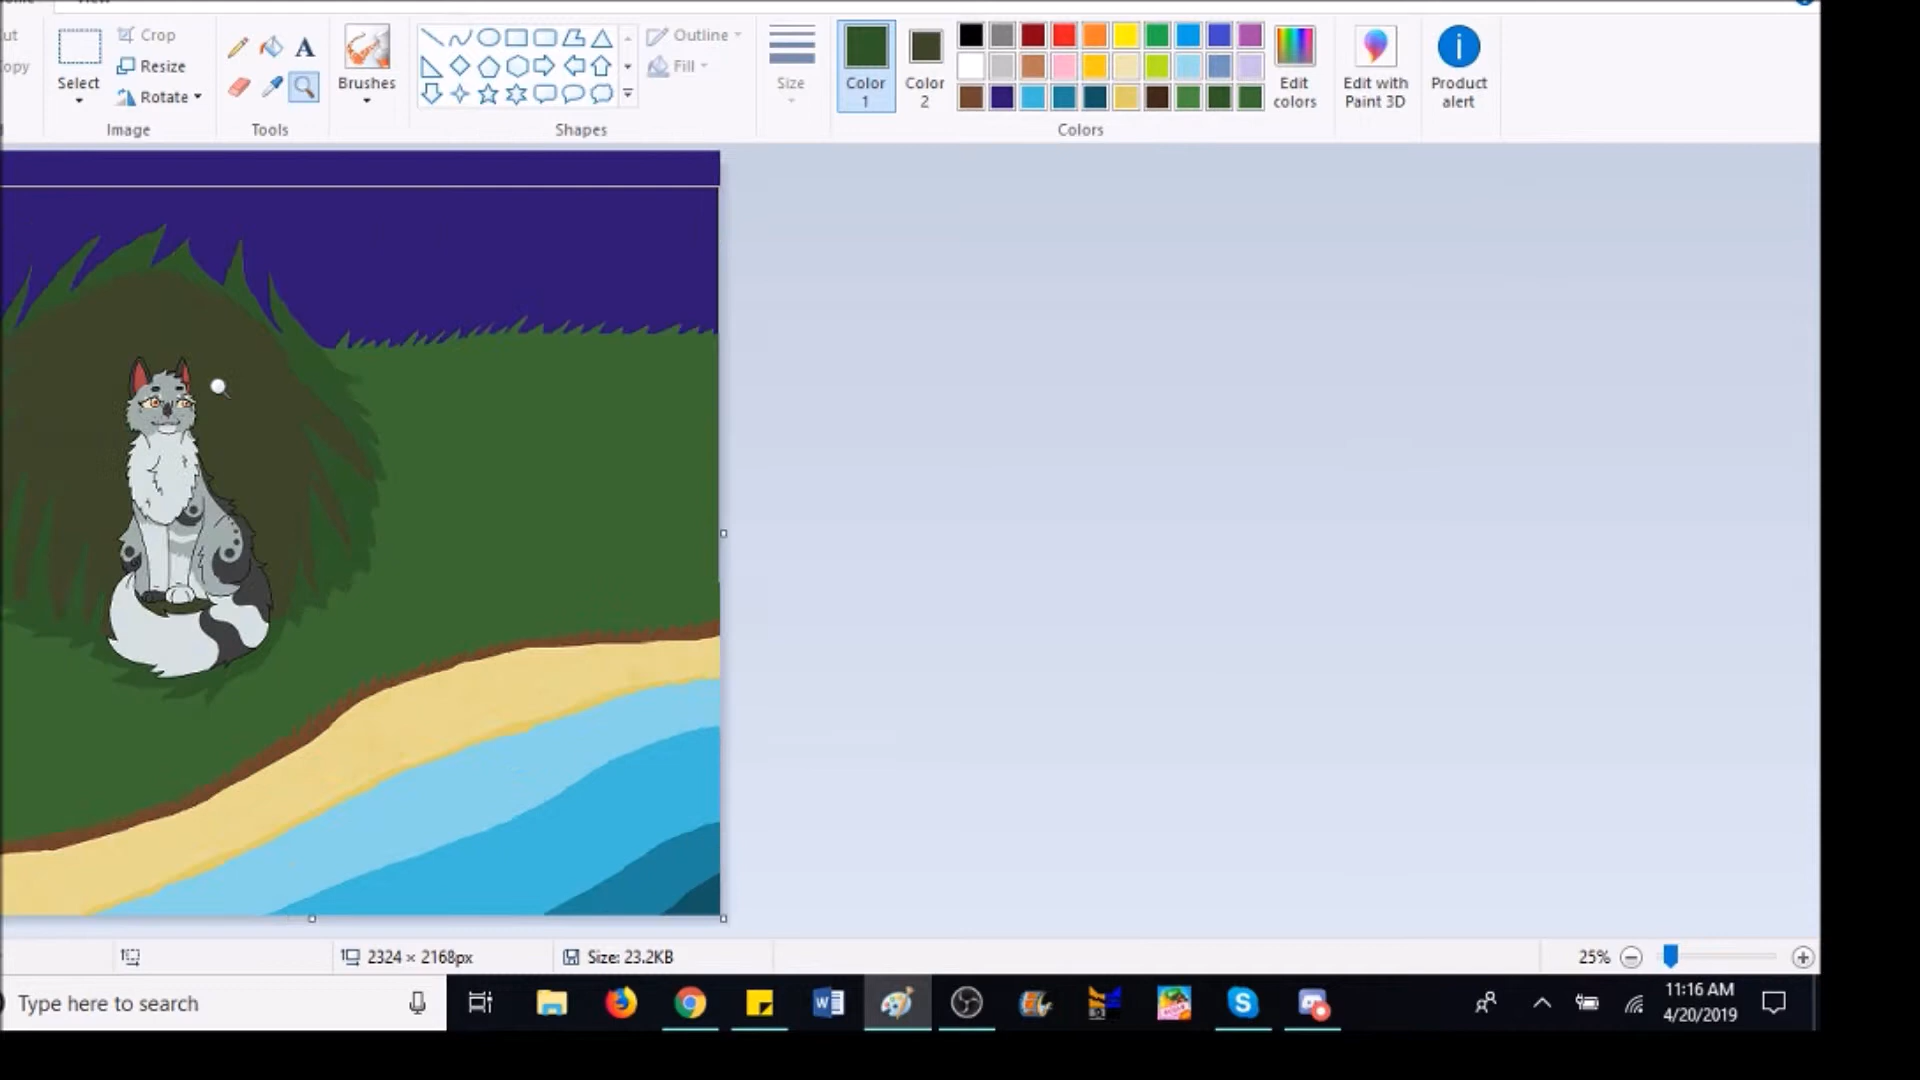 Crop
Outline
Resize
Fill
Select
Brushes
Size
Color
1
Color
2
Edit
colors
Edit with
Paint 3D
Product
alert
Rotate
Image
Tools
Shapes
Colors
2324 × 2168px
Size: 23.2KB
25%
Type here to search
11:16 AM
4/20/2019